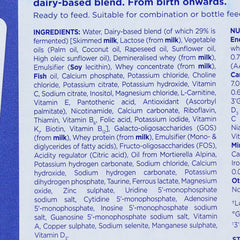 dairy-based blend. From birth onwards.
Ready to feed. Suitable for combination or bottle fee
INGREDIENTS: Water, Dairy-based blend (of which 29% is
fermented) [Skimmed milk, Lactose (from milk), Vegetable
oils (Palm oil, Coconut oil, Rapeseed oil, Sunflower oil,
High oleic sunflower oil), Demineralised whey (from milk),
Emulsifier (Soy lecithin), Whey concentrate (from milk),
Fish oil, Calcium phosphate, Potassium chloride, Choline
chloride, Potassium citrate, Potassium hydroxide, Vitamin
C, Sodium citrate, Inositol, Magnesium chloride, L-Carnitine,
Vitamin E, Pantothenic acid, Antioxidant (Ascorbyl
palmitate), Nicotinamide, Calcium carbonate, Riboflavin,
Thiamin, Vitamin B₆, Folic acid, Potassium iodide, Vitamin
K₁, Biotin, Vitamin B₁₂], Galacto-oligosaccharides (GOS)
(from milk), Whey protein (from milk), Emulsifier (Mono- &
diglycerides of fatty acids), Fructo-oligosaccharides (FOS),
Acidity regulator (Citric acid), Oil from Mortierella Alpina,
Potassium hydrogen carbonate, Sodium chloride, Calcium
hydroxide, Sodium hydrogen carbonate, Potassium
dihydrogen phosphate, Taurine, Ferrous lactate, Magnesium
oxide, Zinc sulphate, Uridine 5'-monophosphate
sodium salt, Cytidine 5'-monophosphate, Adenosine
5'-monophosphate, Inosine 5'-monophosphate sodium
salt, Guanosine 5'-monophosphate sodium salt, Vitamin
A, Copper sulphate, Sodium selenite, Manganese sulphate,
Vitamin D₃.
NU
Ener